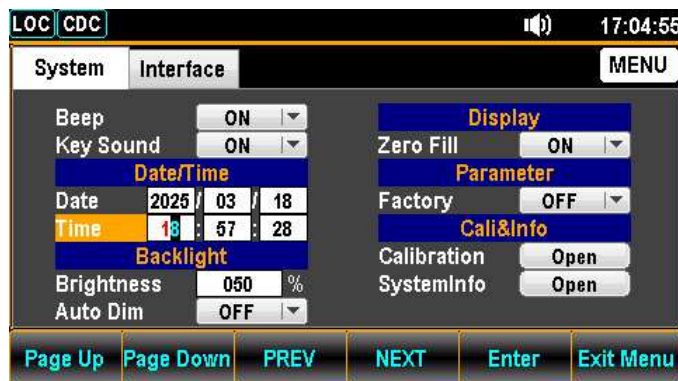 LOC CDC 17:04:55
System Interface MENU
Beep ON
Key Sound ON
Date/Time
Date 2025 / 03 / 18
Time 18 : 57 : 28
Backlight
Brightness 050 %
Auto Dim OFF
Display
Zero Fill ON
Parameter
Factory OFF
Cali&Info
Calibration Open
SystemInfo Open
Page Up Page Down PREV NEXT Enter Exit Menu